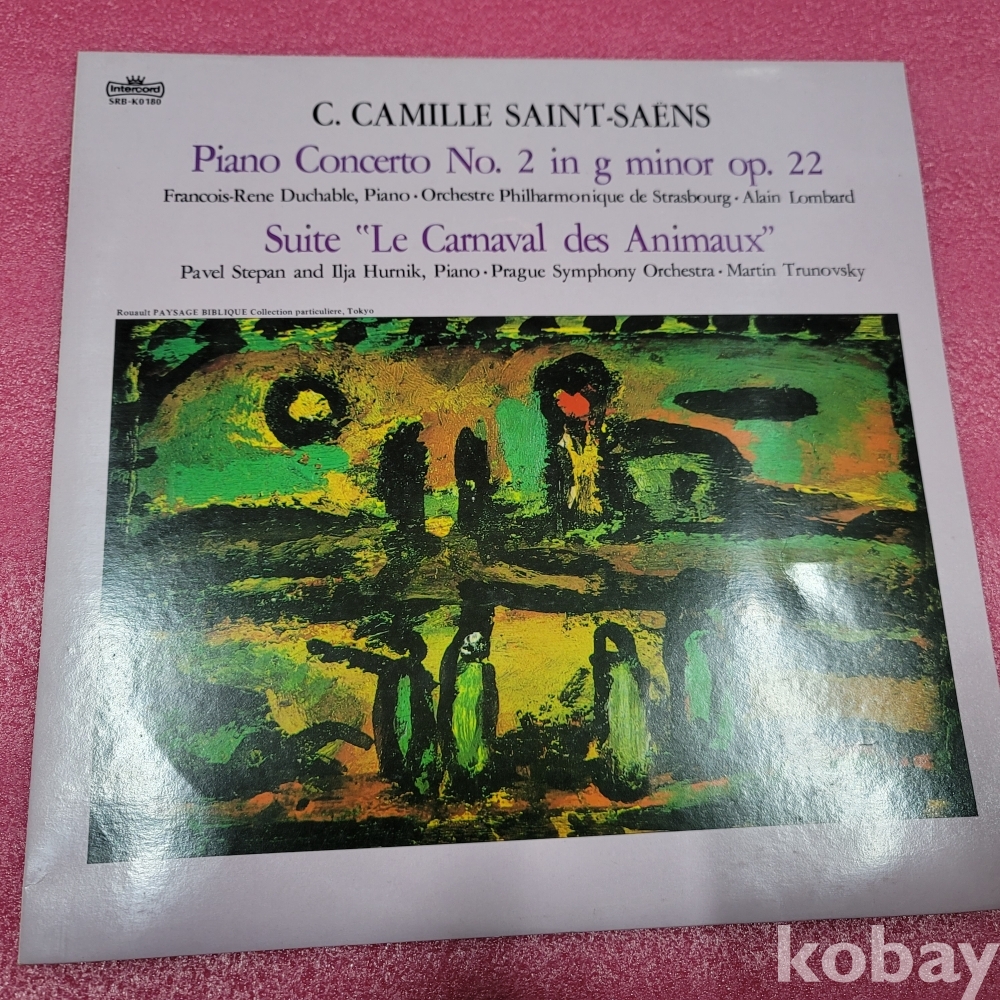 Intercord
SRB-K0180
C. CAMILLE SAINT-SAËNS
Piano Concerto No. 2 in g minor op. 22
Francois-Rene Duchable, Piano · Orchestre Philharmonique de Strasbourg · Alain Lombard
Suite "Le Carnaval des Animaux"
Pavel Stepan and Ilja Hurnik, Piano · Prague Symphony Orchestra · Martin Trunovsky
Rouault PAYSAGE BIBLIQUE Collection particuliere, Tokyo
kobay